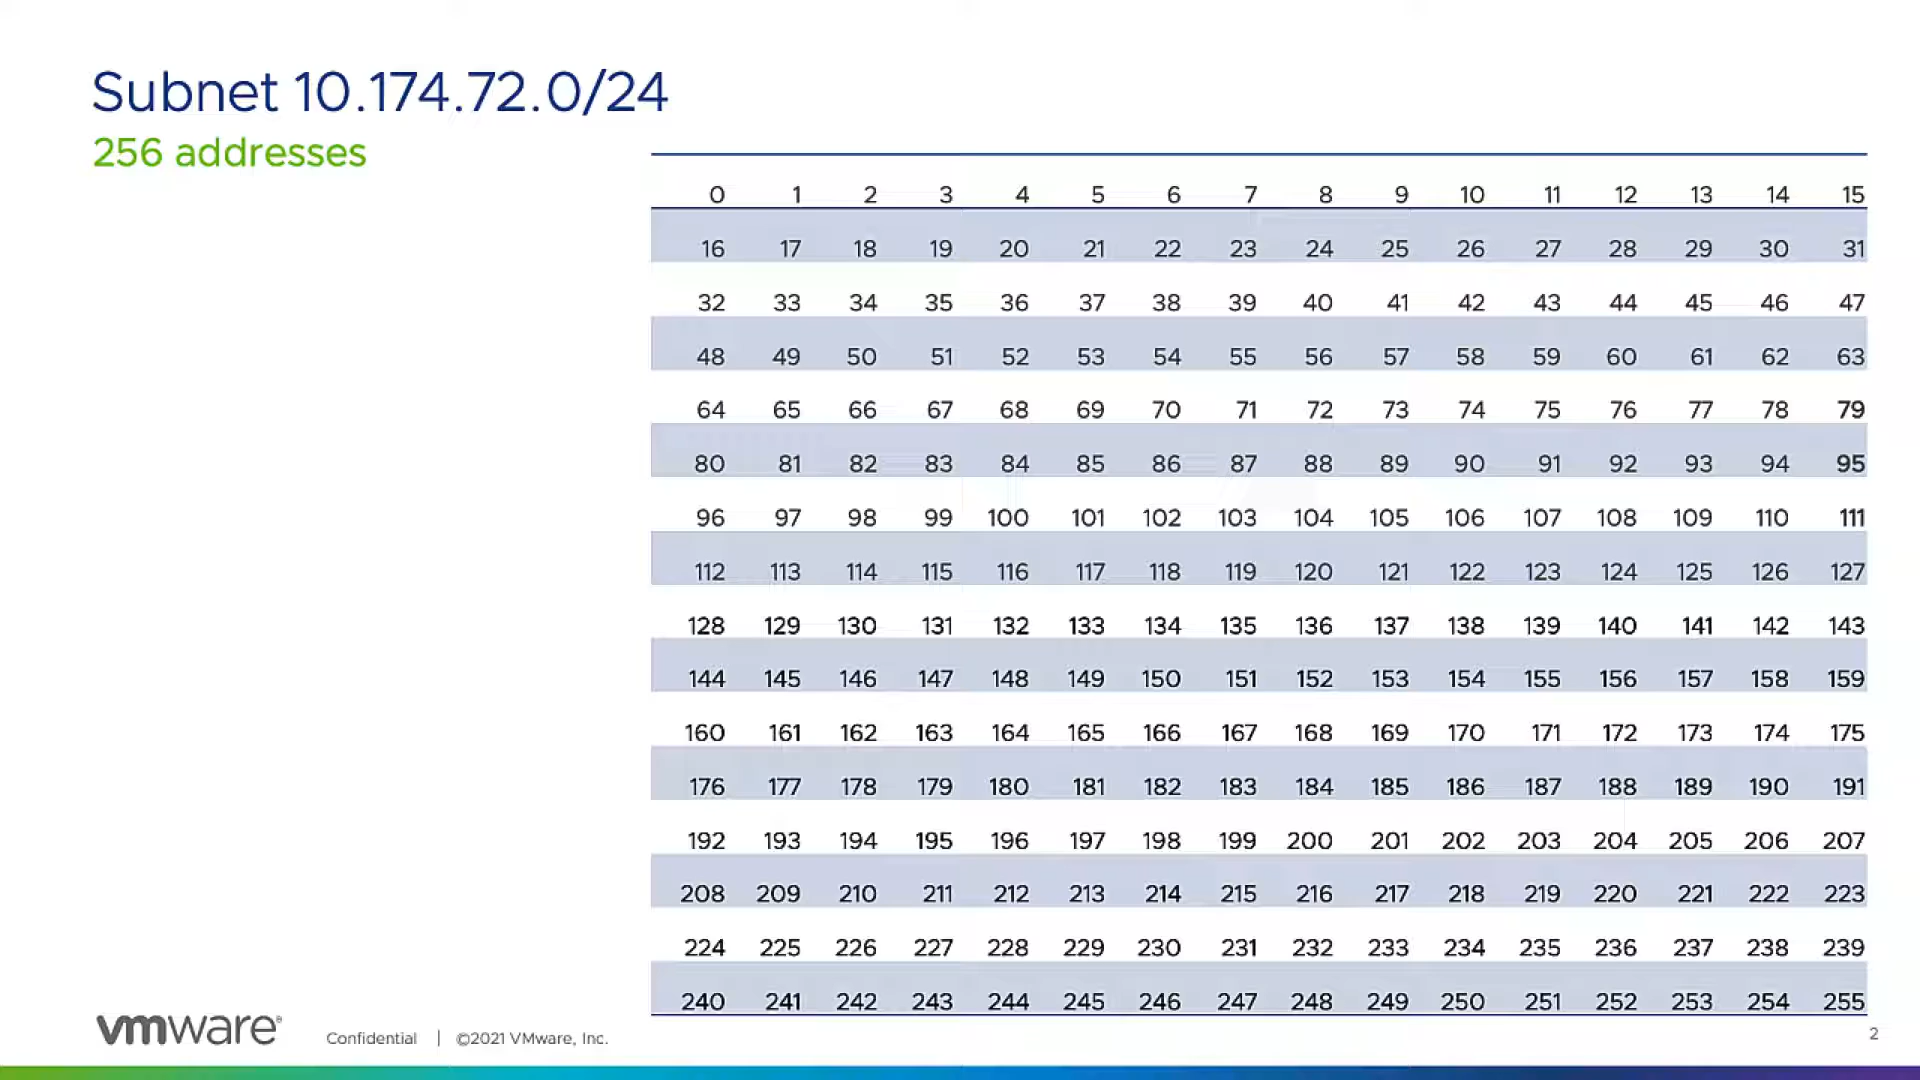 Subnet 10.174.72.0/24
256 addresses
0 1 2 3 4 5 6 7 8 9 10 11 12 13 14 15
16 17 18 19 20 21 22 23 24 25 26 27 28 29 30 31
32 33 34 35 36 37 38 39 40 41 42 43 44 45 46 47
48 49 50 51 52 53 54 55 56 57 58 59 60 61 62 63
64 65 66 67 68 69 70 71 72 73 74 75 76 77 78 79
80 81 82 83 84 85 86 87 88 89 90 91 92 93 94 95
96 97 98 99 100 101 102 103 104 105 106 107 108 109 110 111
112 113 114 115 116 117 118 119 120 121 122 123 124 125 126 127
128 129 130 131 132 133 134 135 136 137 138 139 140 141 142 143
144 145 146 147 148 149 150 151 152 153 154 155 156 157 158 159
160 161 162 163 164 165 166 167 168 169 170 171 172 173 174 175
176 177 178 179 180 181 182 183 184 185 186 187 188 189 190 191
192 193 194 195 196 197 198 199 200 201 202 203 204 205 206 207
208 209 210 211 212 213 214 215 216 217 218 219 220 221 222 223
224 225 226 227 228 229 230 231 232 233 234 235 236 237 238 239
240 241 242 243 244 245 246 247 248 249 250 251 252 253 254 255
vmware® Confidential | ©2021 VMware, Inc. 2